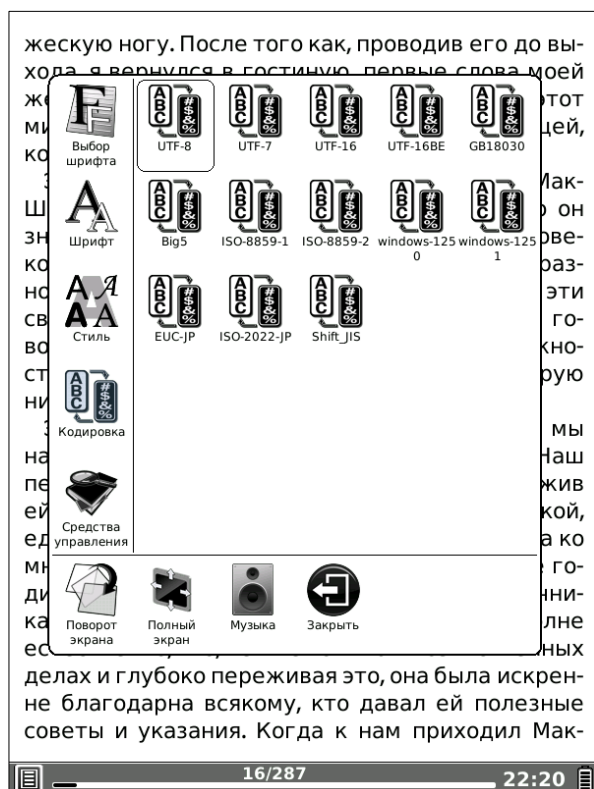 жескую ногу. После того как, проводив его до вы-
хода, я вернулся в гостиную, первые слова моей
Выбор
шрифта
UTF-8
UTF-7
UTF-16
UTF-16BE
GB18030
Шрифт
Big5
ISO-8859-1
ISO-8859-2
windows-125
0
windows-125
1
Стиль
EUC-JP
ISO-2022-JP
Shift_JIS
Кодировка
Средства
управления
Поворот
экрана
Полный
экран
Музыка
Закрыть
делах и глубоко переживая это, она была искрен-
не благодарна всякому, кто давал ей полезные
советы и указания. Когда к нам приходил Мак-
16/287
22:20